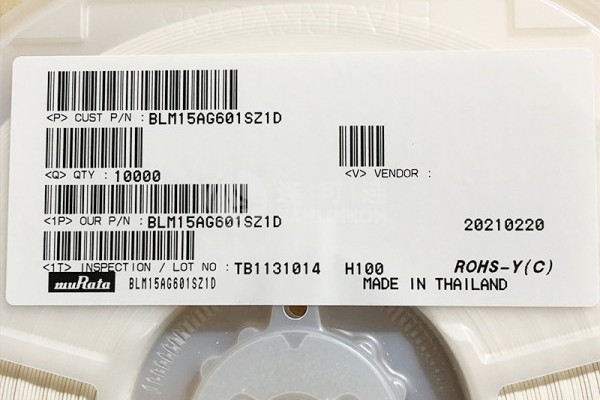 <P> CUST P/N : BLM15AG601SZ1D
<Q> QTY : 10000
<V> VENDOR :
<1P> OUR P/N : BLM15AG601SZ1D
20210220
<1T> INSPECTION / LOT NO : TB1131014 H100 ROHS-Y(C)
muRata BLM15AG601SZ1D MADE IN THAILAND